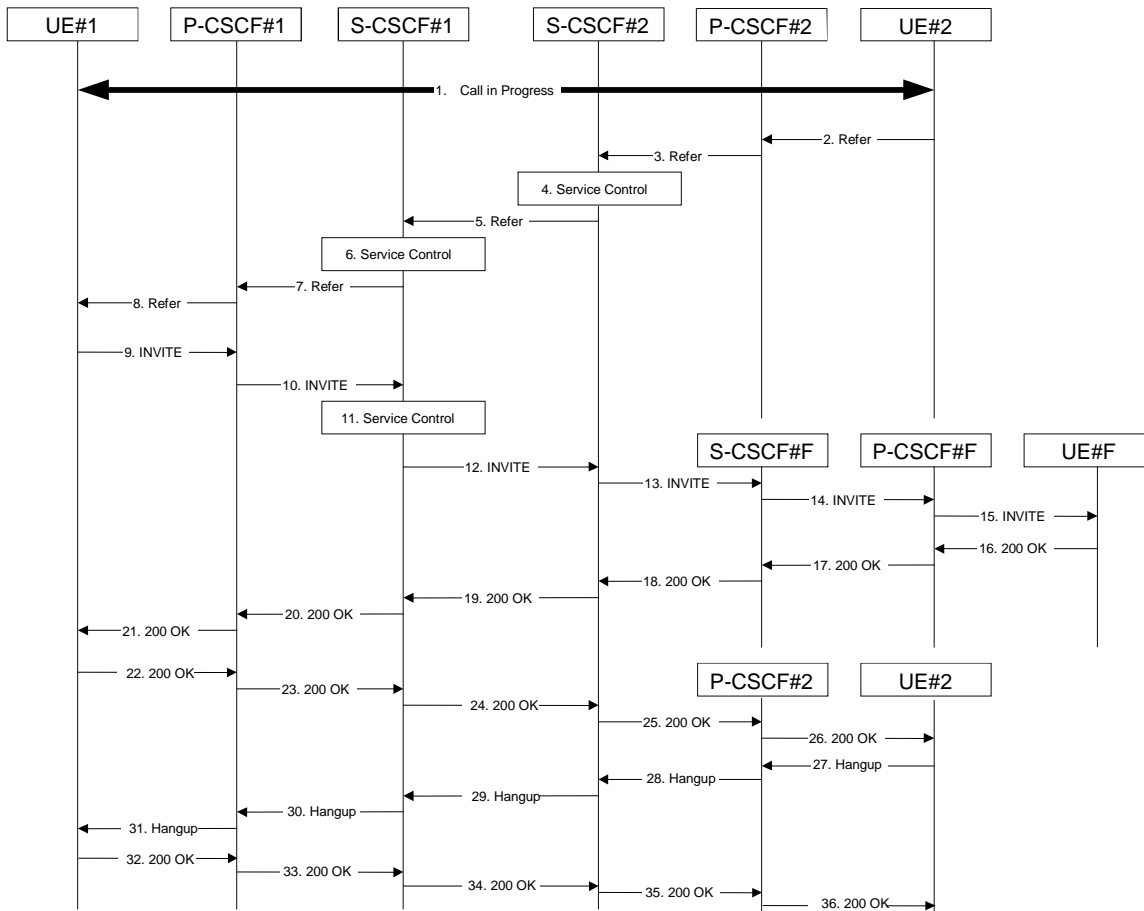 UE#1 P-CSCF#1 S-CSCF#1 S-CSCF#2 P-CSCF#2 UE#2
1. Call in Progress
2. Refer
3. Refer
4. Service Control
5. Refer
6. Service Control
7. Refer
8. Refer
9. INVITE
10. INVITE
11. Service Control
S-CSCF#F P-CSCF#F UE#F
12. INVITE
13. INVITE
14. INVITE
15. INVITE
16. 200 OK
17. 200 OK
18. 200 OK
19. 200 OK
20. 200 OK
21. 200 OK
P-CSCF#2 UE#2
22. 200 OK
23. 200 OK
24. 200 OK
25. 200 OK
26. 200 OK
27. Hangup
28. Hangup
29. Hangup
30. Hangup
31. Hangup
32. 200 OK
33. 200 OK
34. 200 OK
35. 200 OK
36. 200 OK